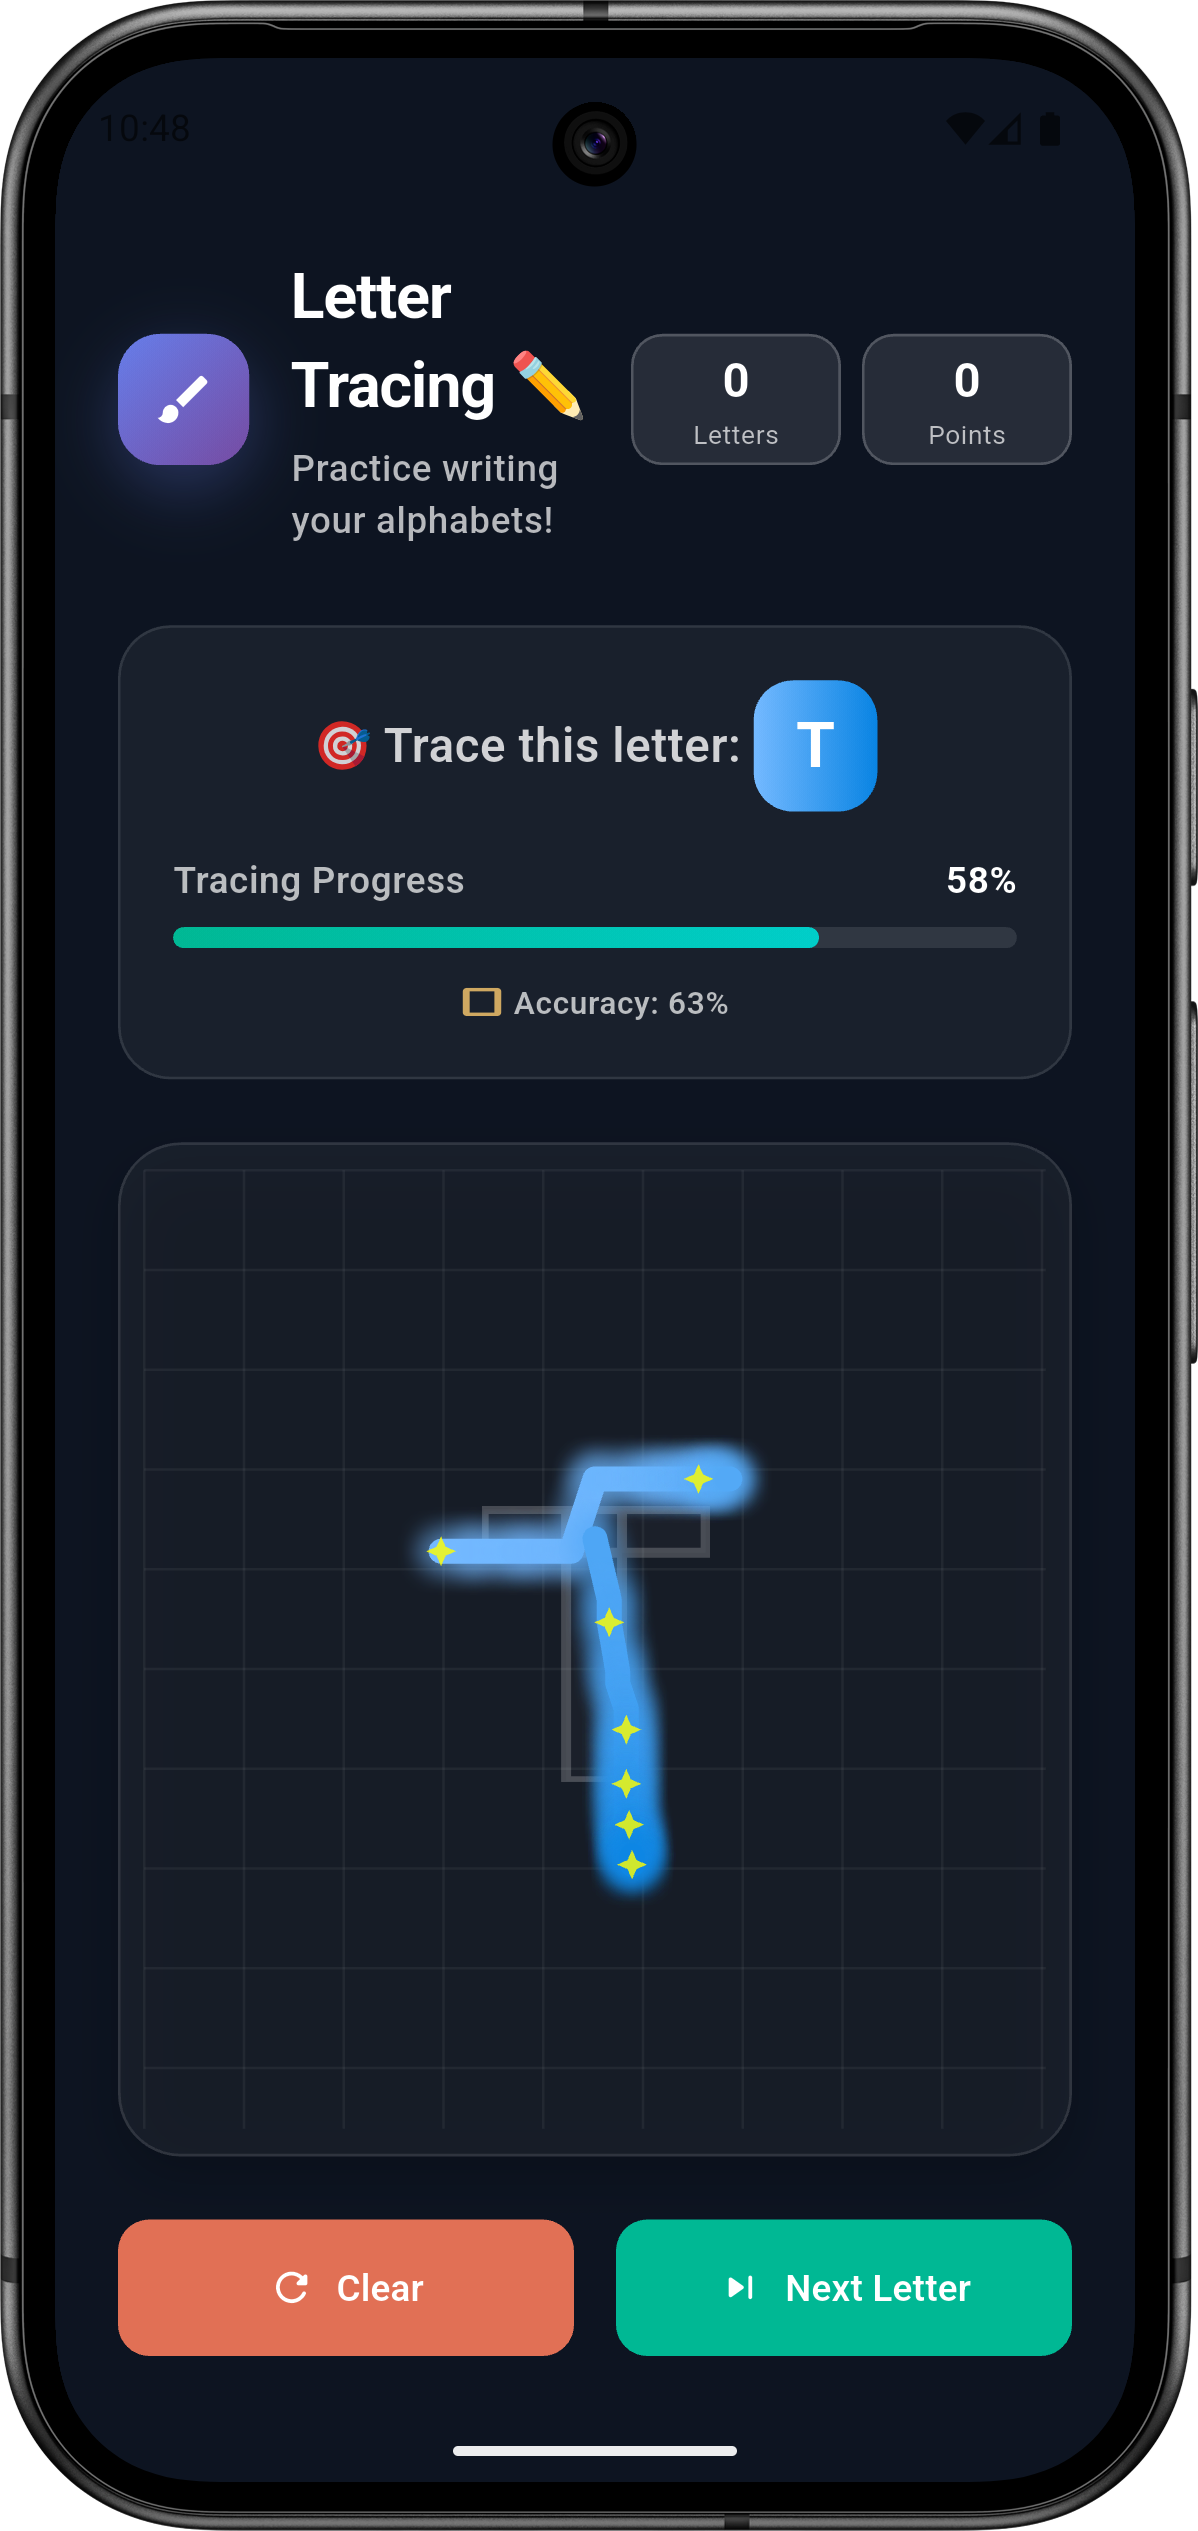 10:48
Letter
Tracing ✏️
Practice writing
your alphabets!
0
Letters
0
Points
🎯 Trace this letter: T
Tracing Progress 58%
Accuracy: 63%
Clear
Next Letter